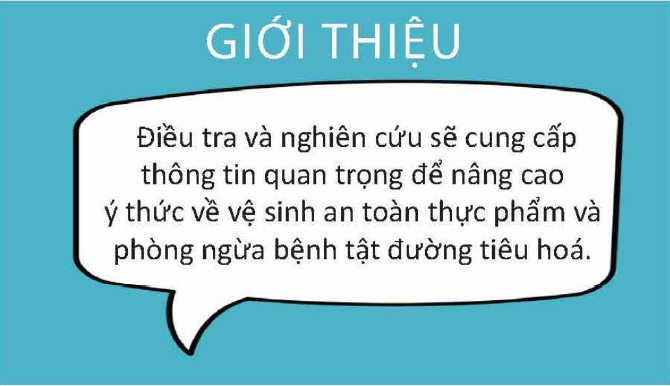 GIỚI THIỆU
Điều tra và nghiên cứu sẽ cung cấp
thông tin quan trọng để nâng cao
ý thức về vệ sinh an toàn thực phẩm và
phòng ngừa bệnh tật đường tiêu hoá.